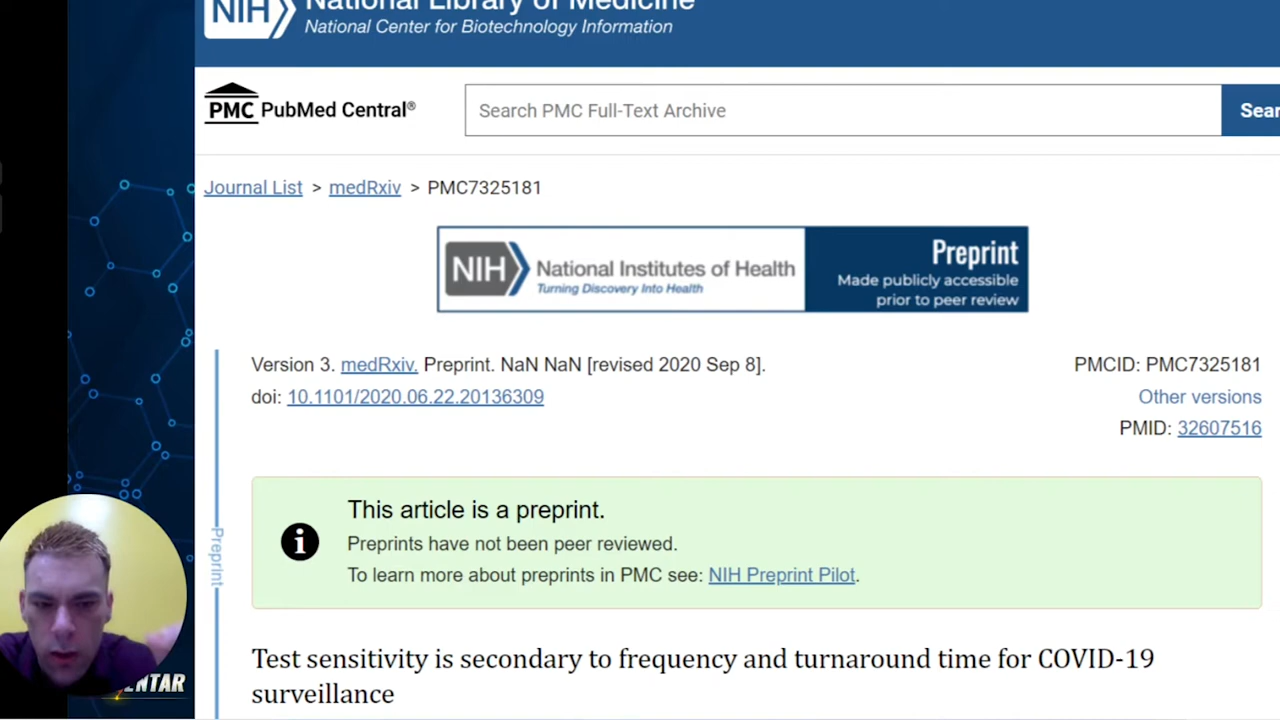 NIH National Library of Medicine
National Center for Biotechnology Information
PMC PubMed Central®
Search PMC Full-Text Archive
Sear
Journal List > medRxiv > PMC7325181
NIH National Institutes of Health
Turning Discovery Into Health
Preprint
Made publicly accessible
prior to peer review
Version 3. medRxiv. Preprint. NaN NaN [revised 2020 Sep 8].
doi: 10.1101/2020.06.22.20136309
PMCID: PMC7325181
Other versions
PMID: 32607516
This article is a preprint.
Preprints have not been peer reviewed.
To learn more about preprints in PMC see: NIH Preprint Pilot.
Preprint
Test sensitivity is secondary to frequency and turnaround time for COVID-19
surveillance